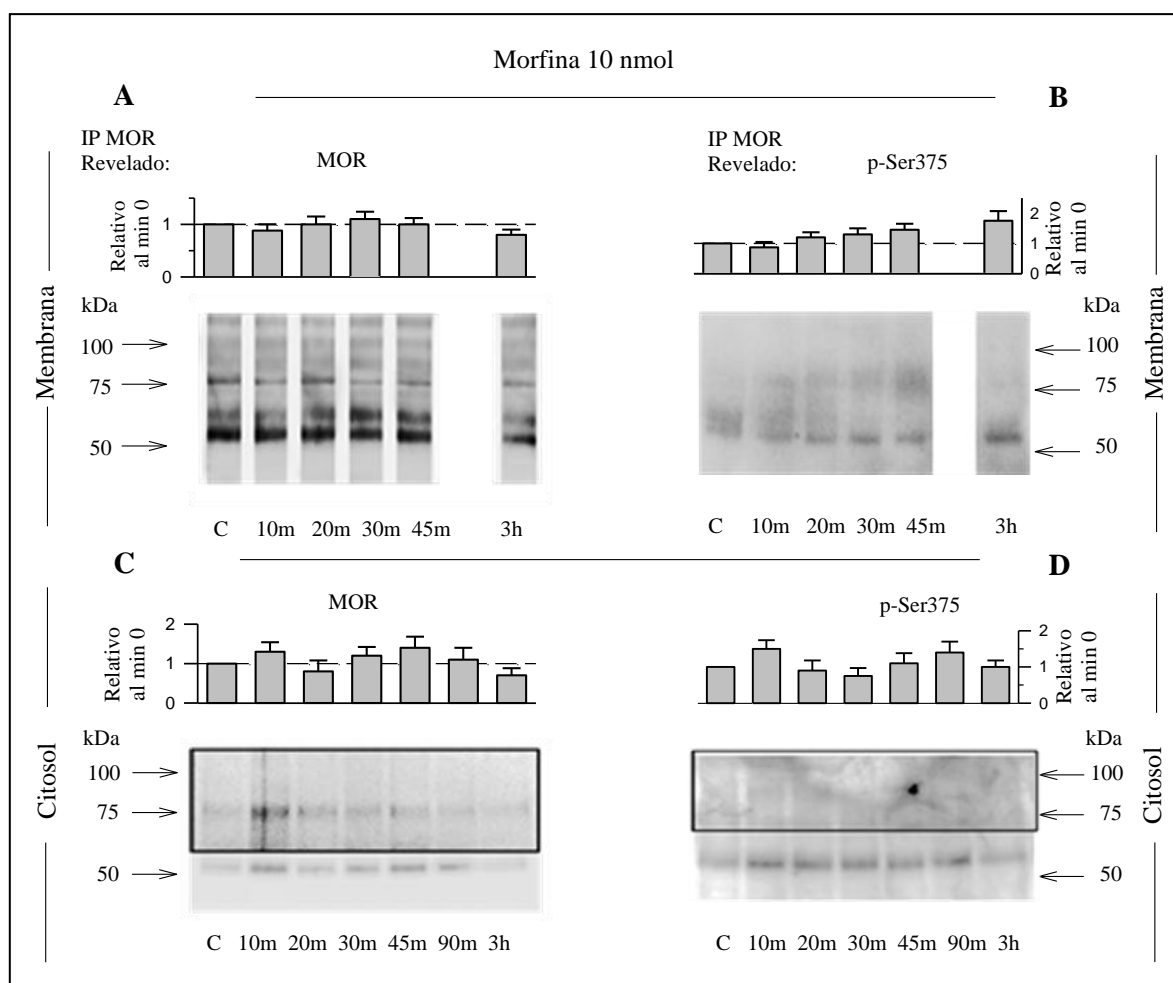 Morfina 10 nmol
A
B
IP MOR
Revelado:
MOR
IP MOR
Revelado:
p-Ser375
Membrana
Relativo
al min 0
1
0
Relativo
al min 0
2
1
0
Membrana
kDa
100
75
50
kDa
100
75
50
C 10m 20m 30m 45m 3h
C 10m 20m 30m 45m 3h
C
D
MOR
p-Ser375
Citosol
Relativo
al min 0
2
1
0
Relativo
al min 0
2
1
0
Citosol
kDa
100
75
50
kDa
100
75
50
C 10m 20m 30m 45m 90m 3h
C 10m 20m 30m 45m 90m 3h